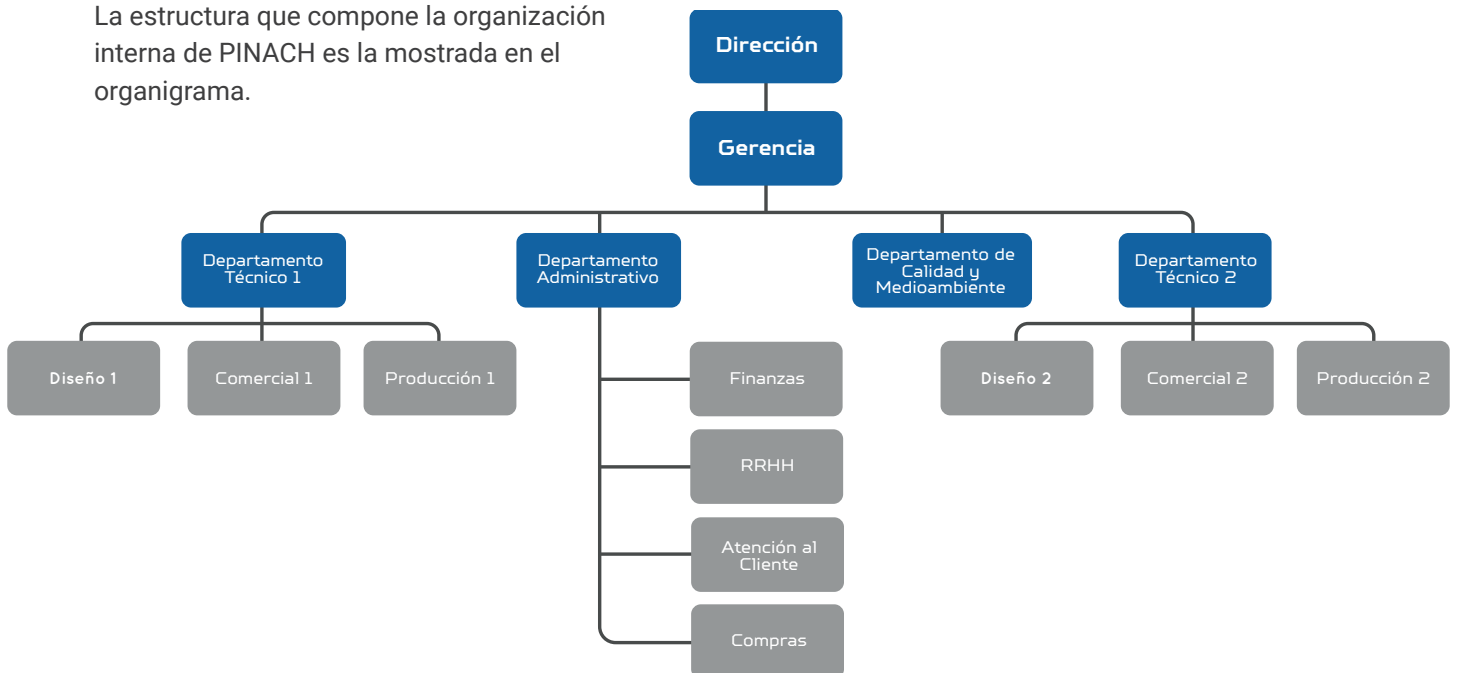 La estructura que compone la organización
interna de PINACH es la mostrada en el
organigrama.
Dirección
Gerencia
Departamento
Técnico 1
Departamento
Administrativo
Departamento de
Calidad y
Medioambiente
Departamento
Técnico 2
Diseño 1
Comercial 1
Producción 1
Finanzas
RRHH
Atención al
Cliente
Compras
Diseño 2
Comercial 2
Producción 2